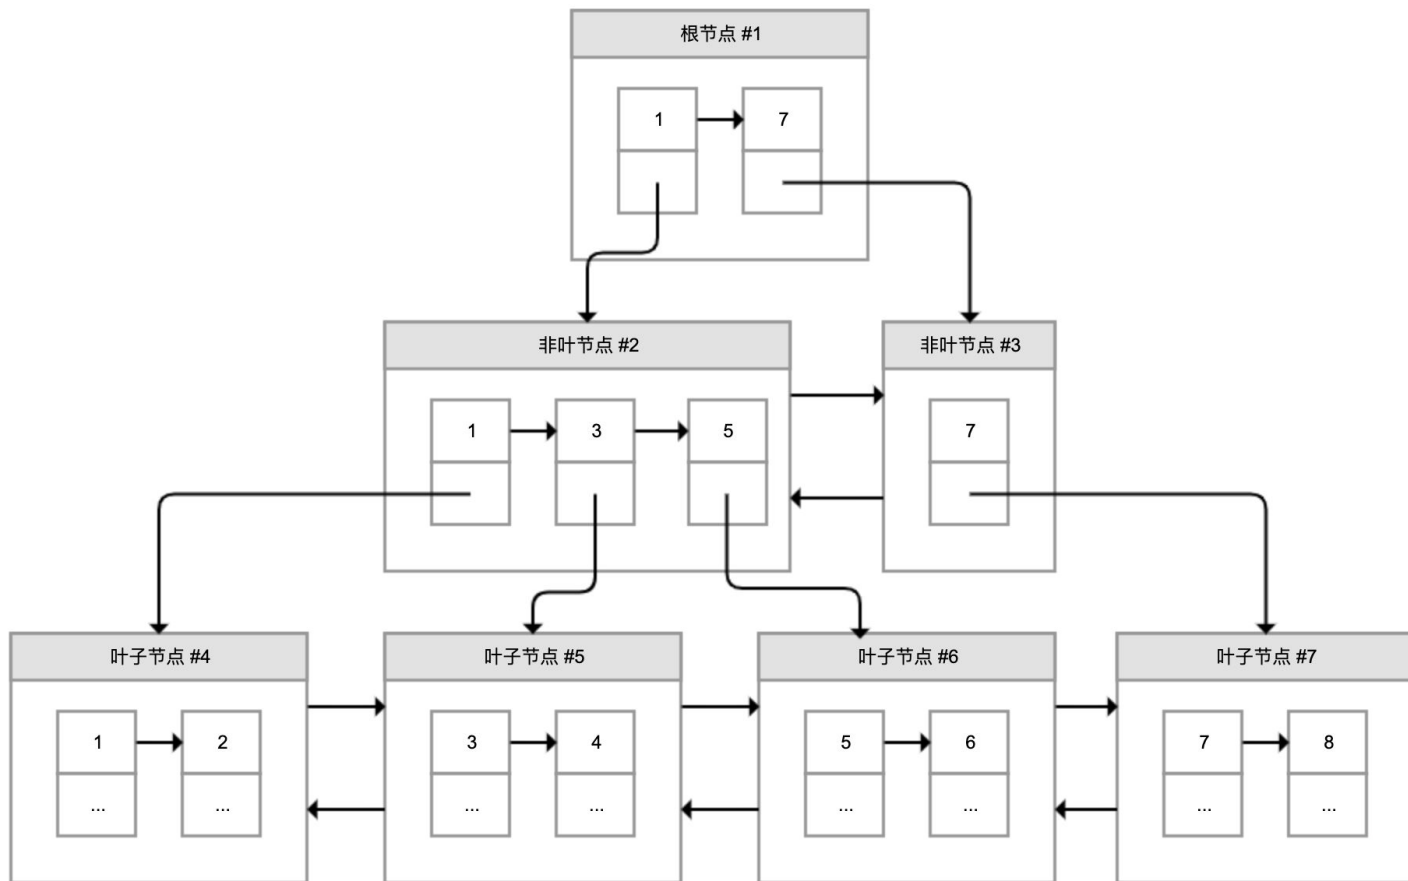 根节点 #1
1 7
非叶节点 #2
非叶节点 #3
1 3 5
7
叶子节点 #4
叶子节点 #5
叶子节点 #6
叶子节点 #7
1 2
3 4
5 6
7 8
... ...
... ...
... ...
... ...